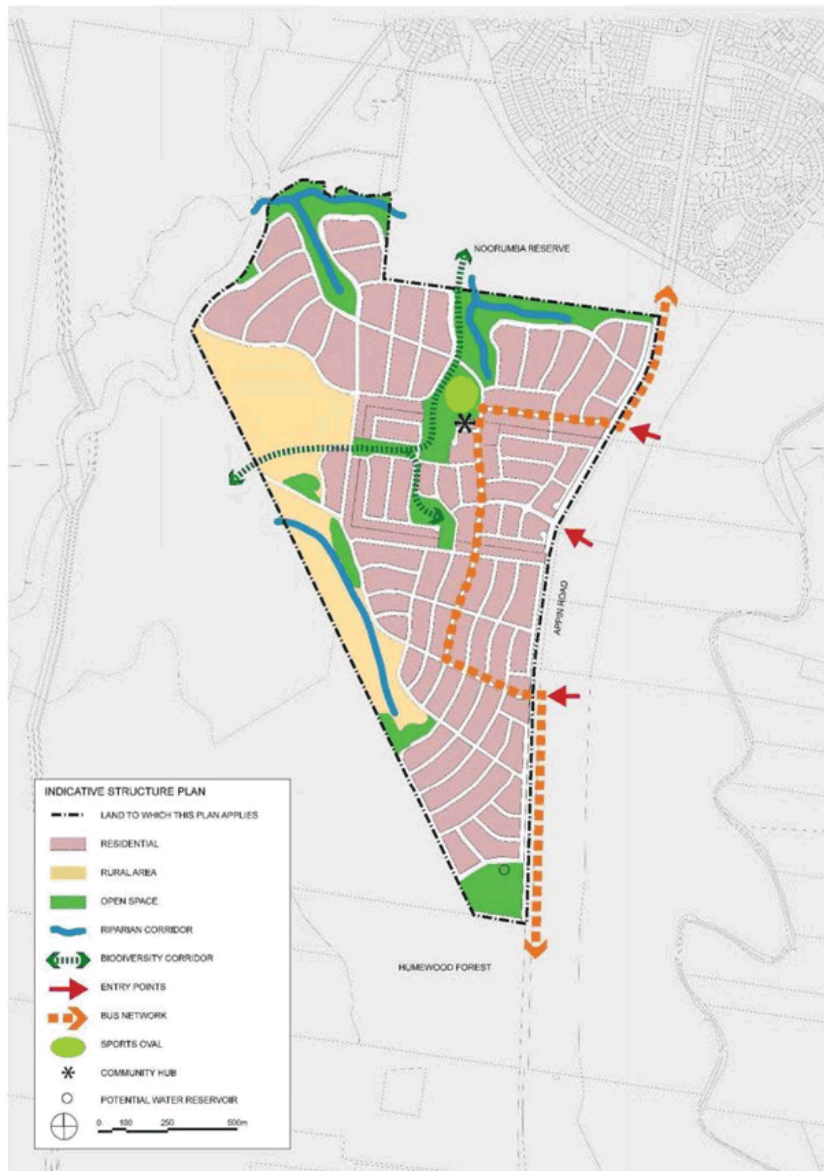 NOORUMBA RESERVE
APPIN ROAD
INDICATIVE STRUCTURE PLAN
LAND TO WHICH THIS PLAN APPLIES
RESIDENTIAL
RURAL AREA
OPEN SPACE
RIPARIAN CORRIDOR
BIODIVERSITY CORRIDOR
ENTRY POINTS
BUS NETWORK
SPORTS OVAL
COMMUNITY HUB
POTENTIAL WATER RESERVOIR
0 100 250 500m
HUMEWOOD FOREST